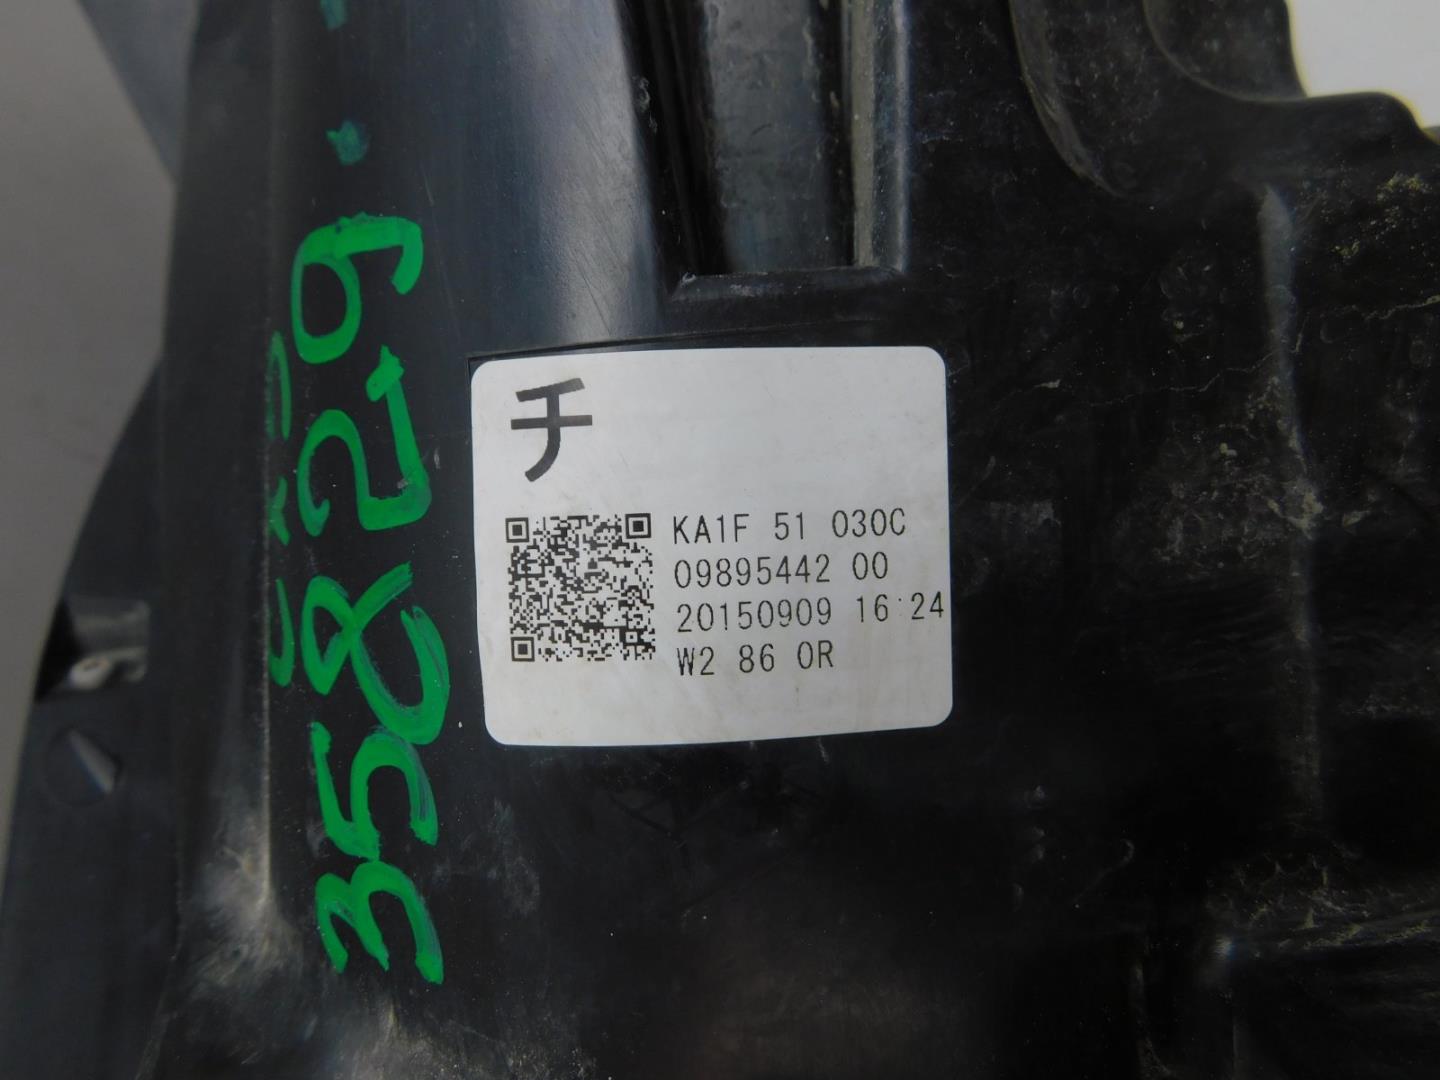 チ
KA1F 51 030C
09895442 00
20150909 16:24
W2 86 0R
35829